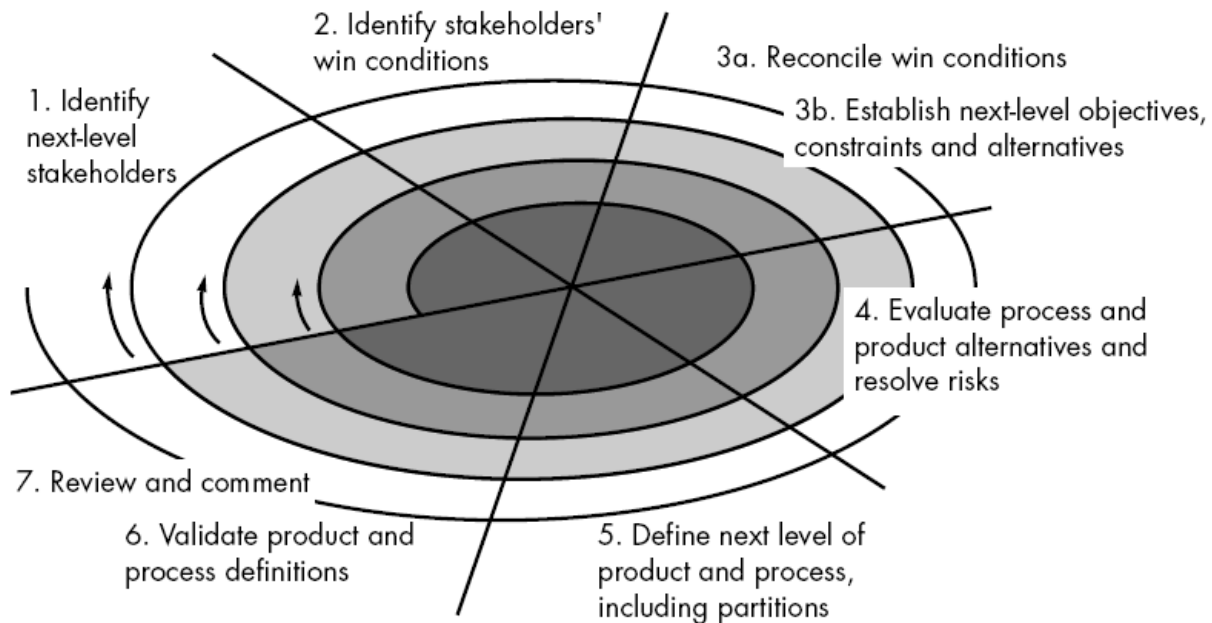 1. Identify
next-level
stakeholders
2. Identify stakeholders'
win conditions
3a. Reconcile win conditions
3b. Establish next-level objectives,
constraints and alternatives
4. Evaluate process and
product alternatives and
resolve risks
5. Define next level of
product and process,
including partitions
6. Validate product and
process definitions
7. Review and comment